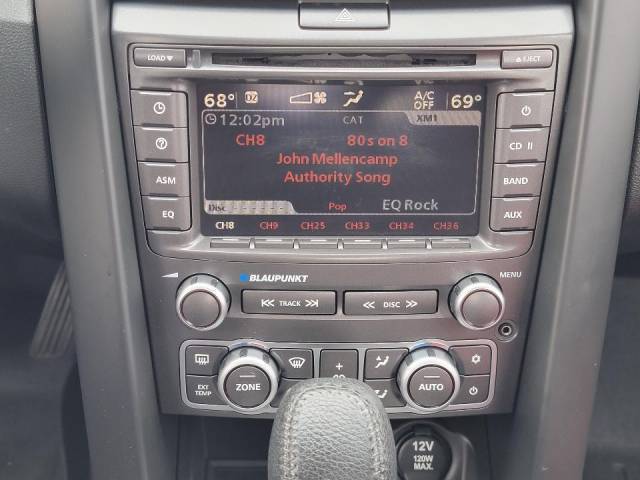 LOAD
EJECT
68° DZ A/C OFF 69°
12:02pm CAT XM1
CH8 80s on 8
John Mellencamp
Authority Song
Pop EQ Rock
Disc - - - - - -
CH8 CH9 CH25 CH33 CH34 CH36
?
ASM
EQ
CD II
BAND
AUX
BLAUPUNKT
MENU
TRACK
DISC
EXT TEMP
ZONE
AUTO
12V
120W
MAX.